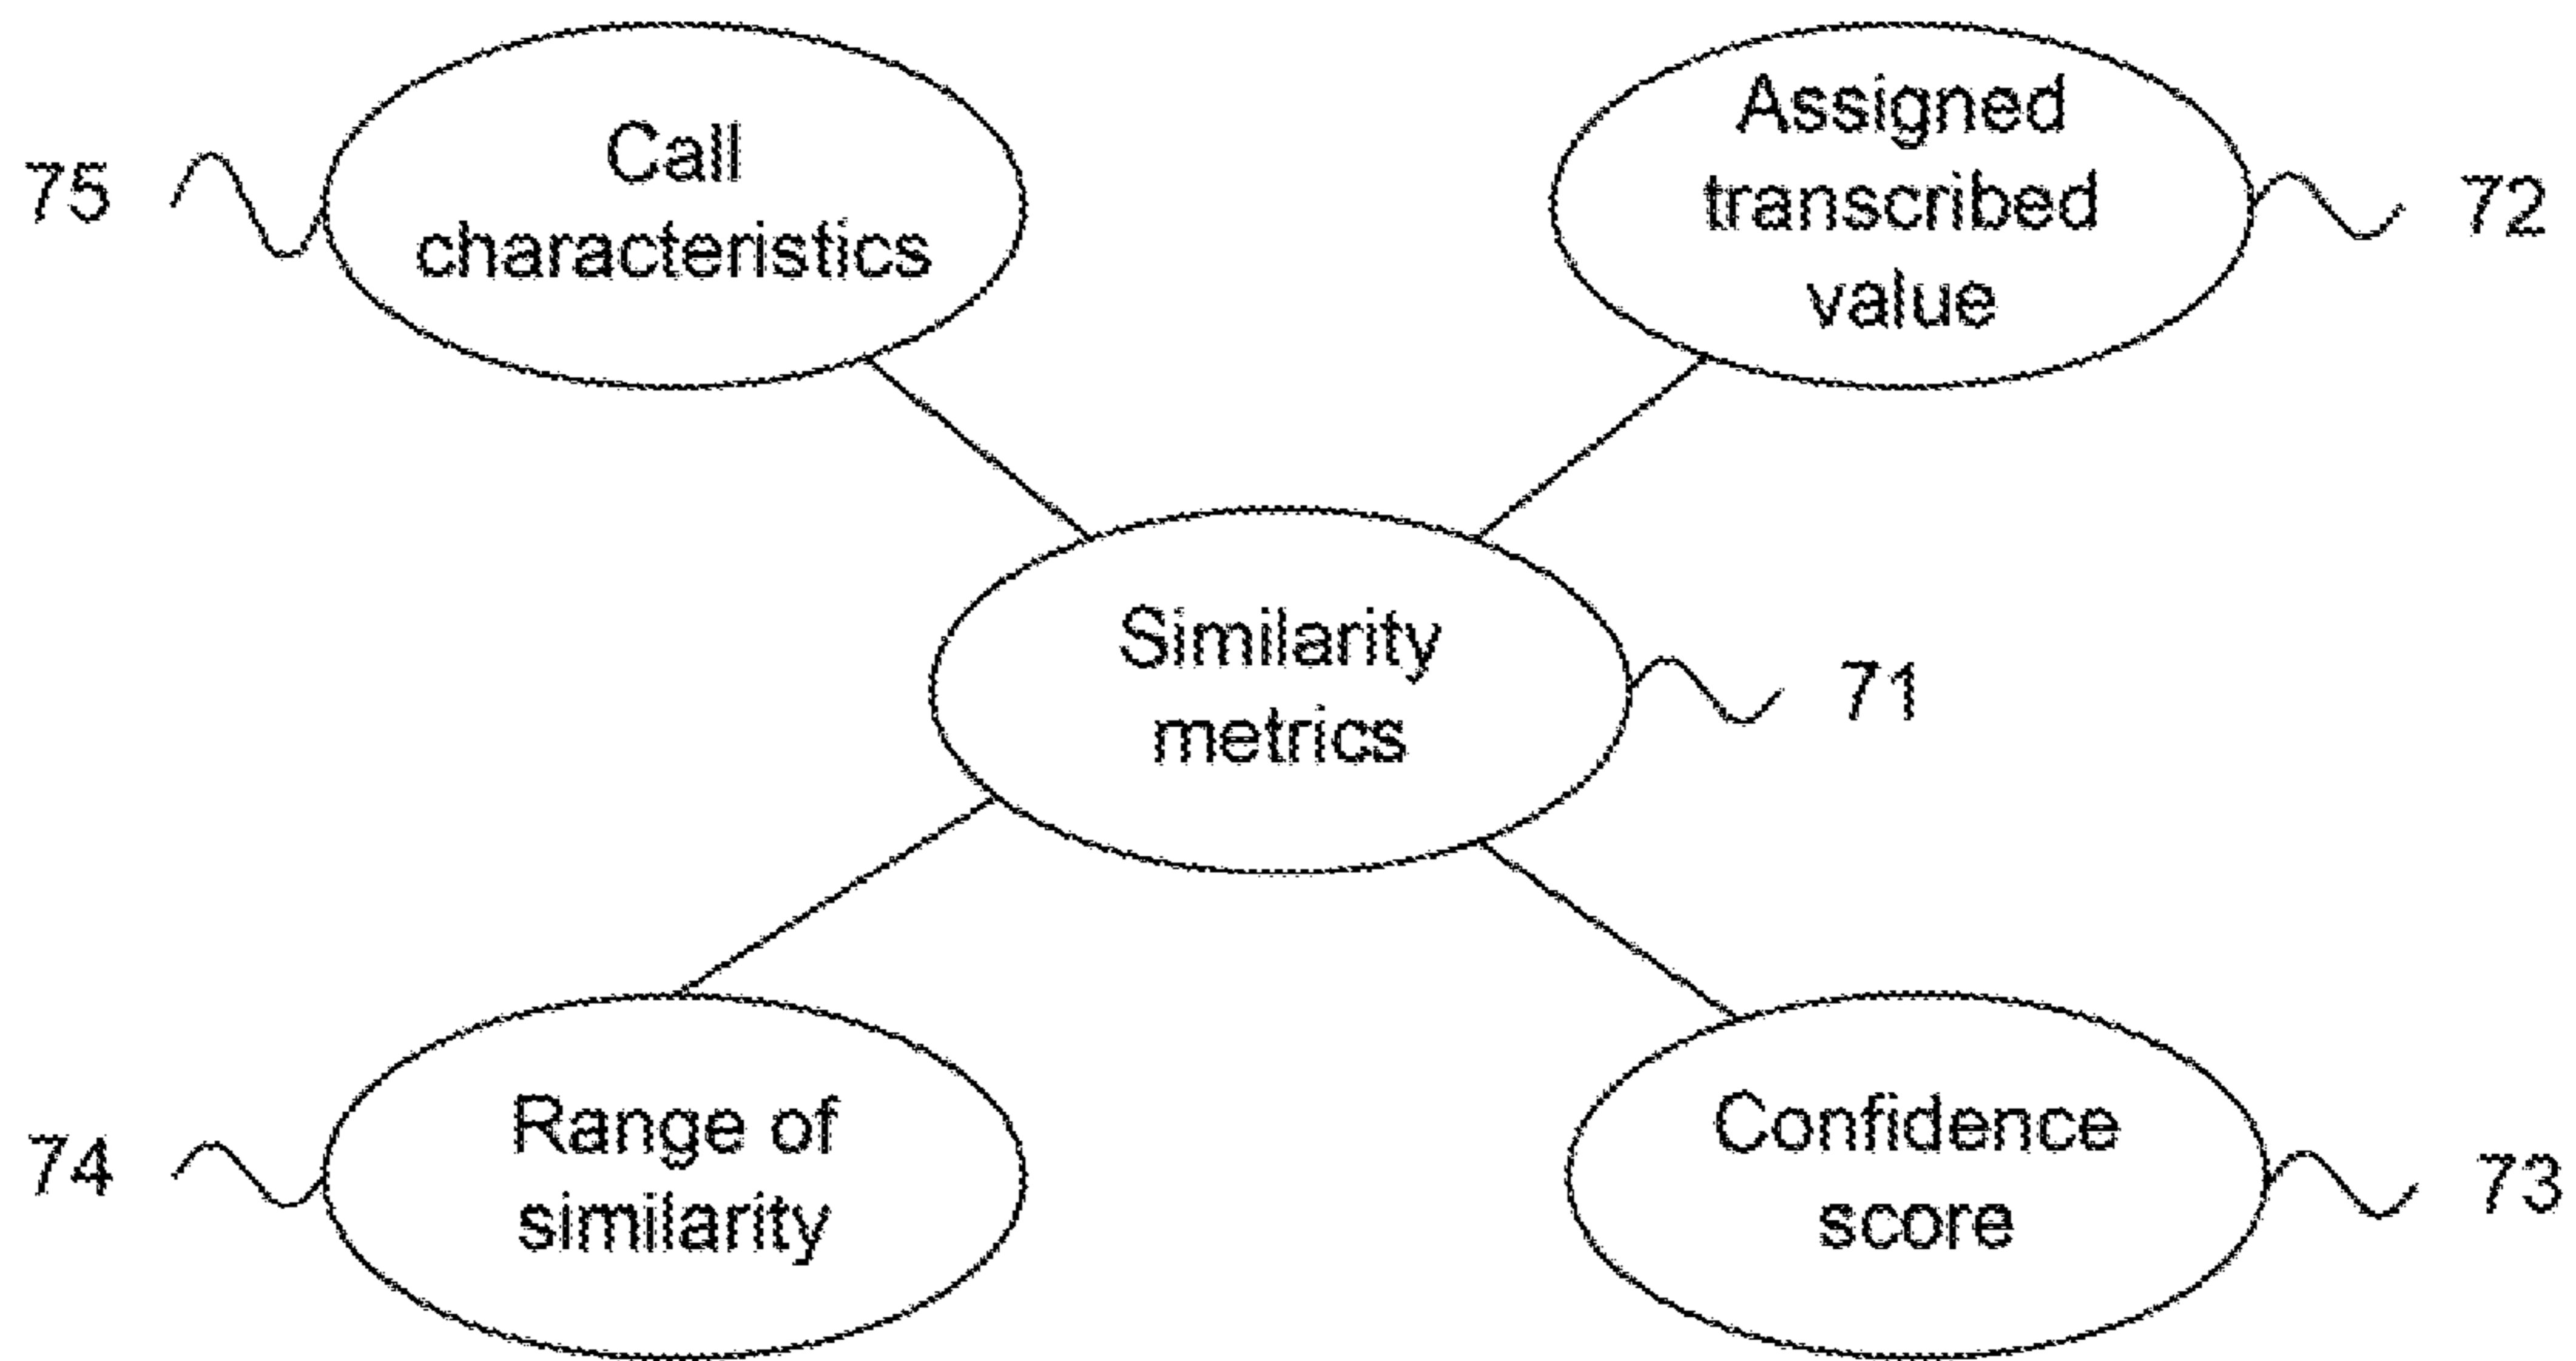 75
Call
characteristics
Assigned
transcribed
value
72
Similarity
metrics
71
74
Range of
similarity
Confidence
score
73